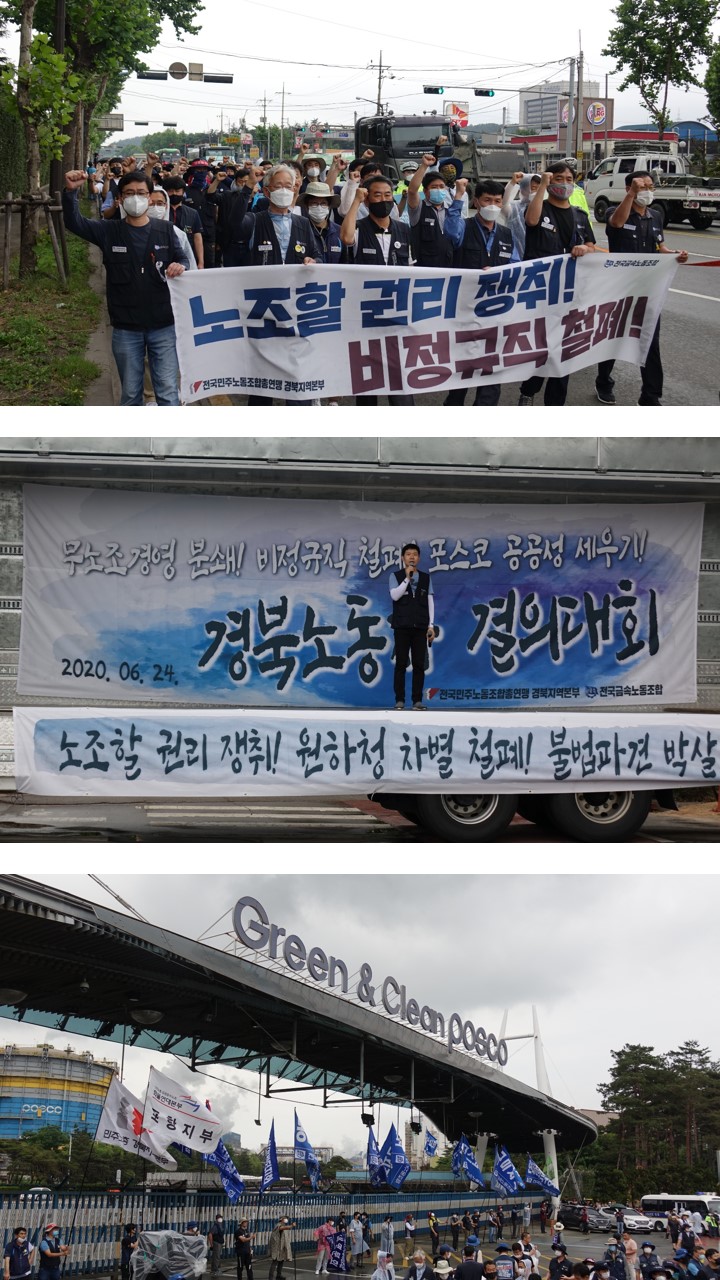 노조할 권리 쟁취!
전국금속노동조합
비정규직 철폐!
전국민주노동조합총연맹 경북지역본부
무노조경영 분쇄! 비정규직 철폐! 포스코 공공성 세우기!
경북노동 결의대회
2020. 06. 24.
전국민주노동조합총연맹 경북지역본부 전국금속노동조합
노조할 권리 쟁취! 원하청 차별 철폐! 불법파견 박살
Green & Clean posco
posco
포항지부
민주노총